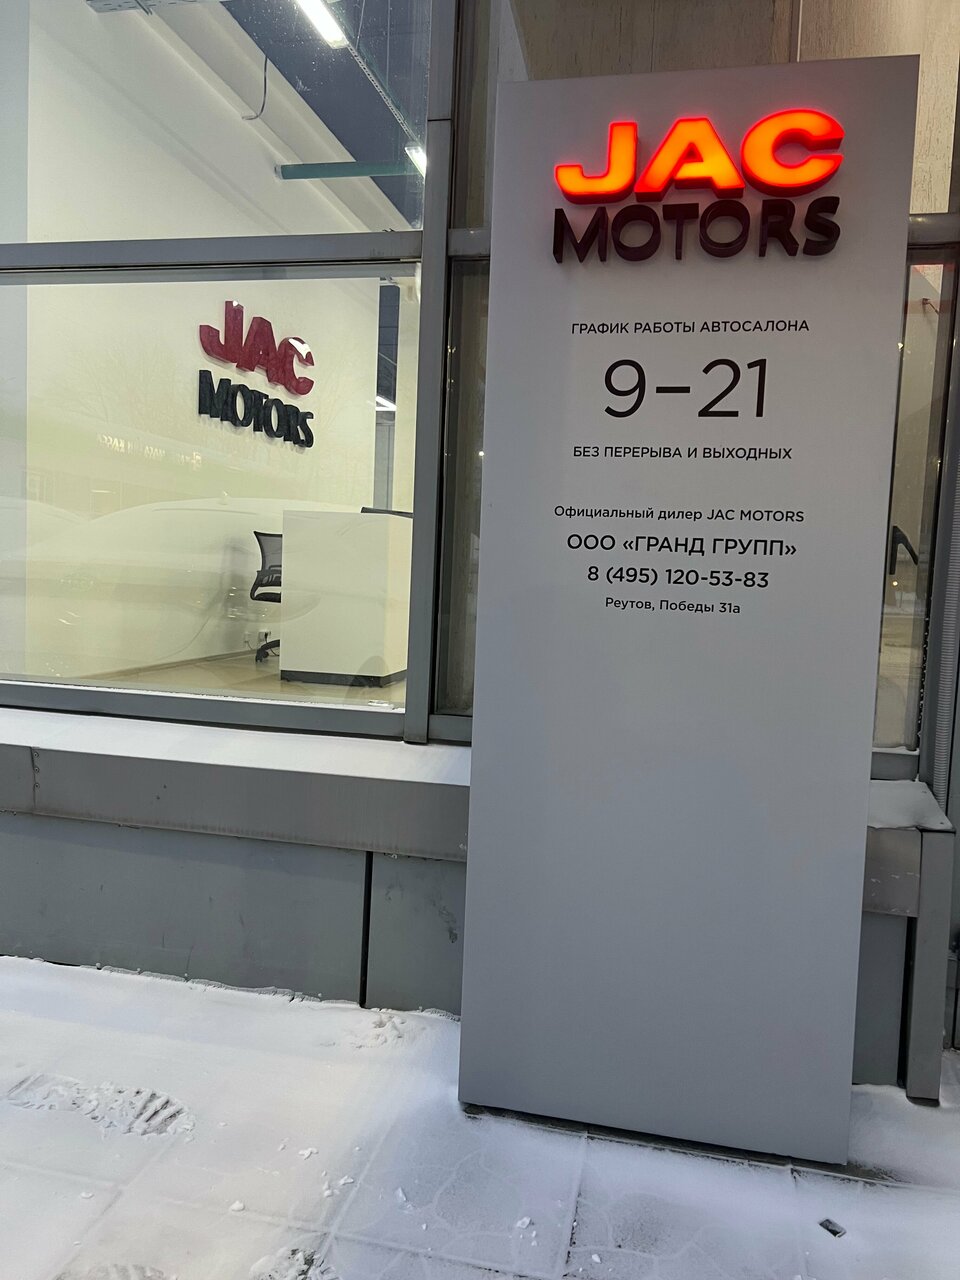 JAC
MOTORS
ГРАФИК РАБОТЫ АВТОСАЛОНА
9-21
БЕЗ ПЕРЕРЫВА И ВЫХОДНЫХ
Официальный дилер JAC MOTORS
ООО «ГРАНД ГРУПП»
8 (495) 120-53-83
Реутов, Победы 31а
JAC
MOTORS